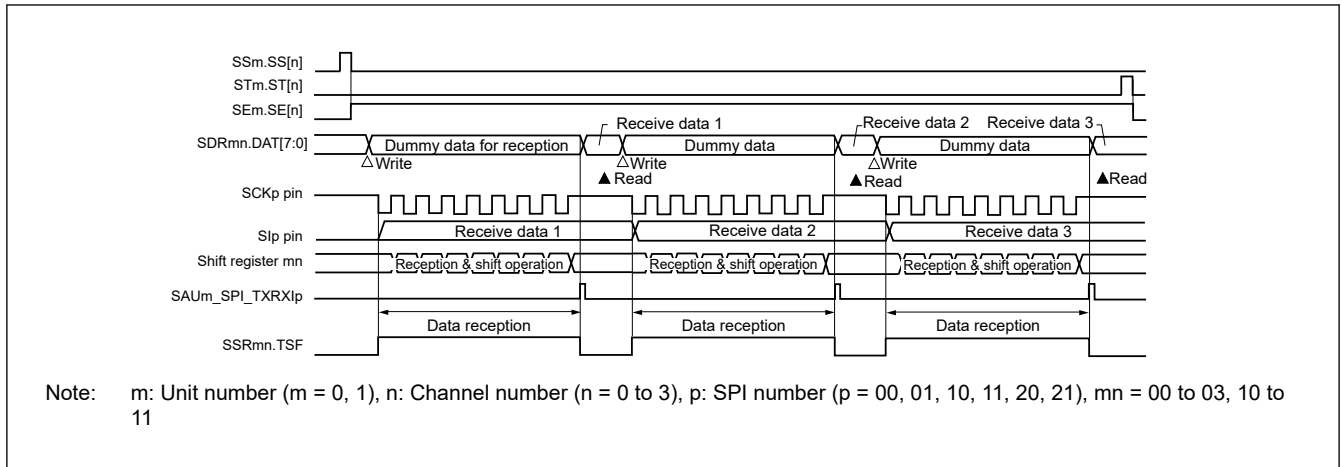 SSm.SS[n]
STm.ST[n]
SEm.SE[n]
Receive data 1
Receive data 2
Receive data 3
SDRmn.DAT[7:0]
Dummy data for reception
Dummy data
Dummy data
△Write
△Write
△Write
▲Read
▲Read
▲Read
SCKp pin
SIp pin
Receive data 1
Receive data 2
Receive data 3
Shift register mn
Reception & shift operation
Reception & shift operation
Reception & shift operation
SAUm_SPI_TXRXIp
Data reception
Data reception
Data reception
SSRmn.TSF
Note: m: Unit number (m = 0, 1), n: Channel number (n = 0 to 3), p: SPI number (p = 00, 01, 10, 11, 20, 21), mn = 00 to 03, 10 to
11